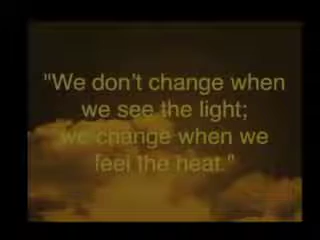 "We don't change when
we see the light;
we change when we
feel the heat."